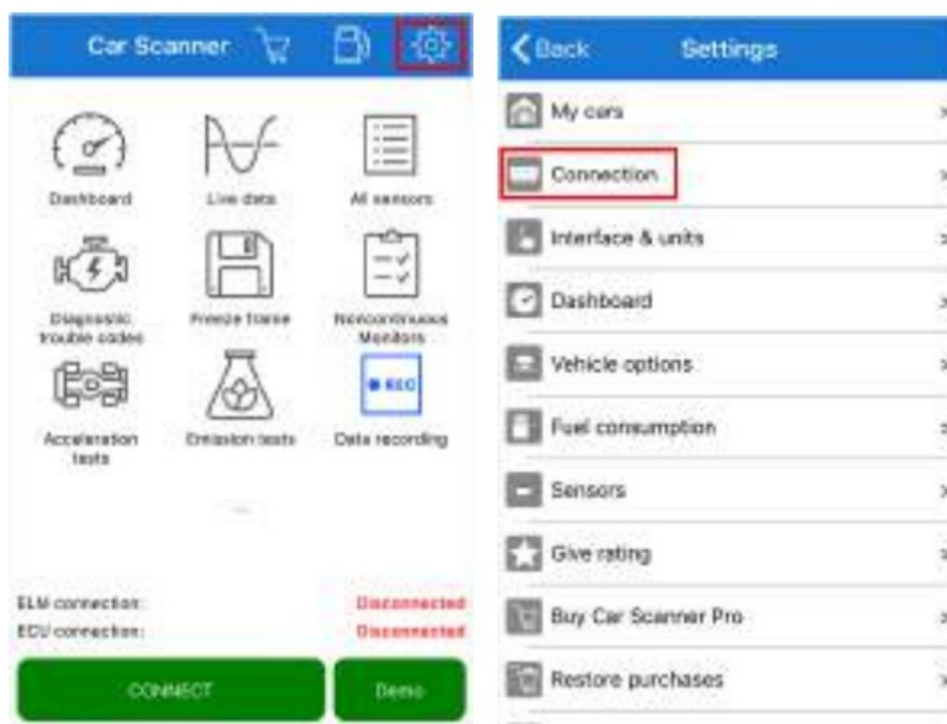 Car Scanner
Dashboard
Live data
All sensors
Diagnostic
trouble codes
Freeze frame
Noncontinuous
Monitors
Acceleration
tests
Emission tests
REC
Data recording
ELM connection:
Disconnected
ECU connection:
Disconnected
CONNECT
Demo
Back
Settings
My cars
Connection
Interface & units
Dashboard
Vehicle options
Fuel consumption
Sensors
Give rating
Buy Car Scanner Pro
Restore purchases